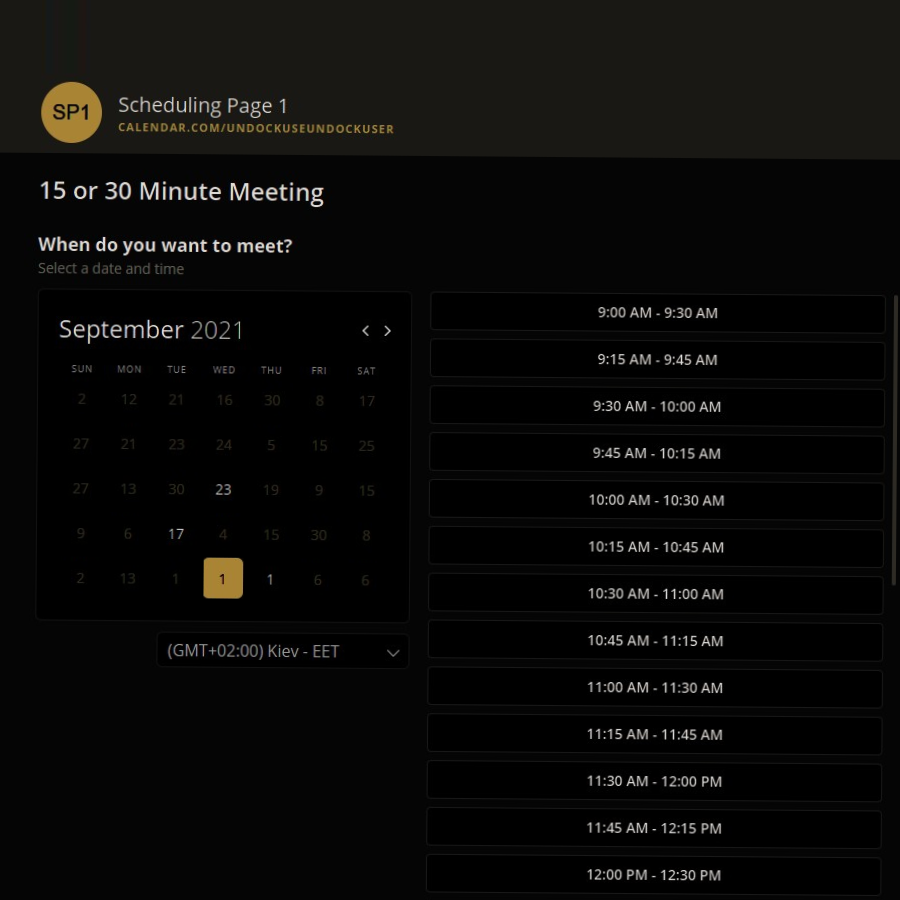 SP1
Scheduling Page 1
CALENDAR.COM/UNDOCKUSEUNDOCKUSER
15 or 30 Minute Meeting
When do you want to meet?
Select a date and time
September 2021
SUN MON TUE WED THU FRI SAT
2 12 21 16 30 8 17
27 21 23 24 5 15 25
27 13 30 23 19 9 15
9 6 17 4 15 30 8
2 13 1 1 1 6 6
(GMT+02:00) Kiev - EET
9:00 AM - 9:30 AM
9:15 AM - 9:45 AM
9:30 AM - 10:00 AM
9:45 AM - 10:15 AM
10:00 AM - 10:30 AM
10:15 AM - 10:45 AM
10:30 AM - 11:00 AM
10:45 AM - 11:15 AM
11:00 AM - 11:30 AM
11:15 AM - 11:45 AM
11:30 AM - 12:00 PM
11:45 AM - 12:15 PM
12:00 PM - 12:30 PM